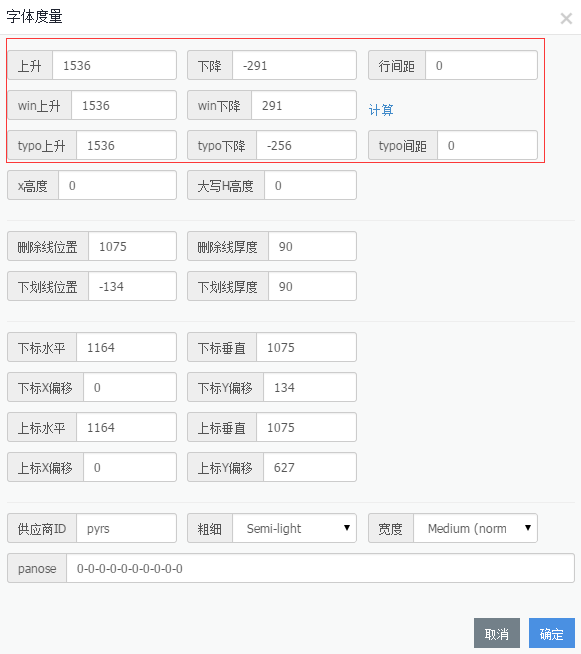 字体度量 ×
上升 1536 下降 -291 行间距 0
win上升 1536 win下降 291 计算
typo上升 1536 typo下降 -256 typo间距 0
x高度 0 大写H高度 0
删除线位置 1075 删除线厚度 90
下划线位置 -134 下划线厚度 90
下标水平 1164 下标垂直 1075
下标X偏移 0 下标Y偏移 134
上标水平 1164 上标垂直 1075
上标X偏移 0 上标Y偏移 627
供应商ID pyrs 粗细 Semi-light 宽度 Medium (norm
panose 0-0-0-0-0-0-0-0-0-0
取消 确定